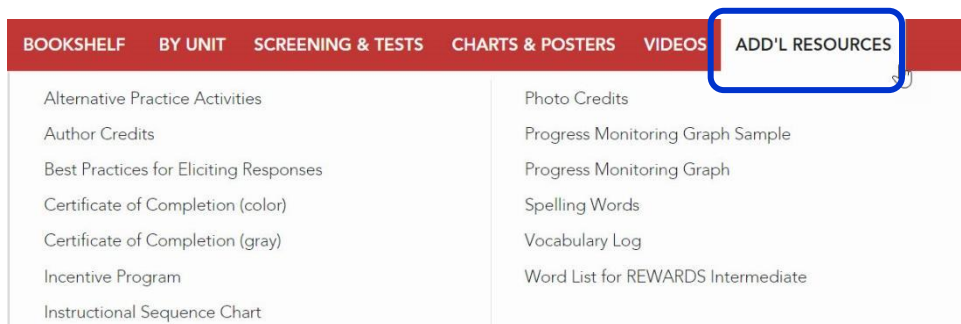 BOOKSHELF BY UNIT SCREENING & TESTS CHARTS & POSTERS VIDEOS ADD'L RESOURCES
Alternative Practice Activities
Author Credits
Best Practices for Eliciting Responses
Certificate of Completion (color)
Certificate of Completion (gray)
Incentive Program
Instructional Sequence Chart
Photo Credits
Progress Monitoring Graph Sample
Progress Monitoring Graph
Spelling Words
Vocabulary Log
Word List for REWARDS Intermediate